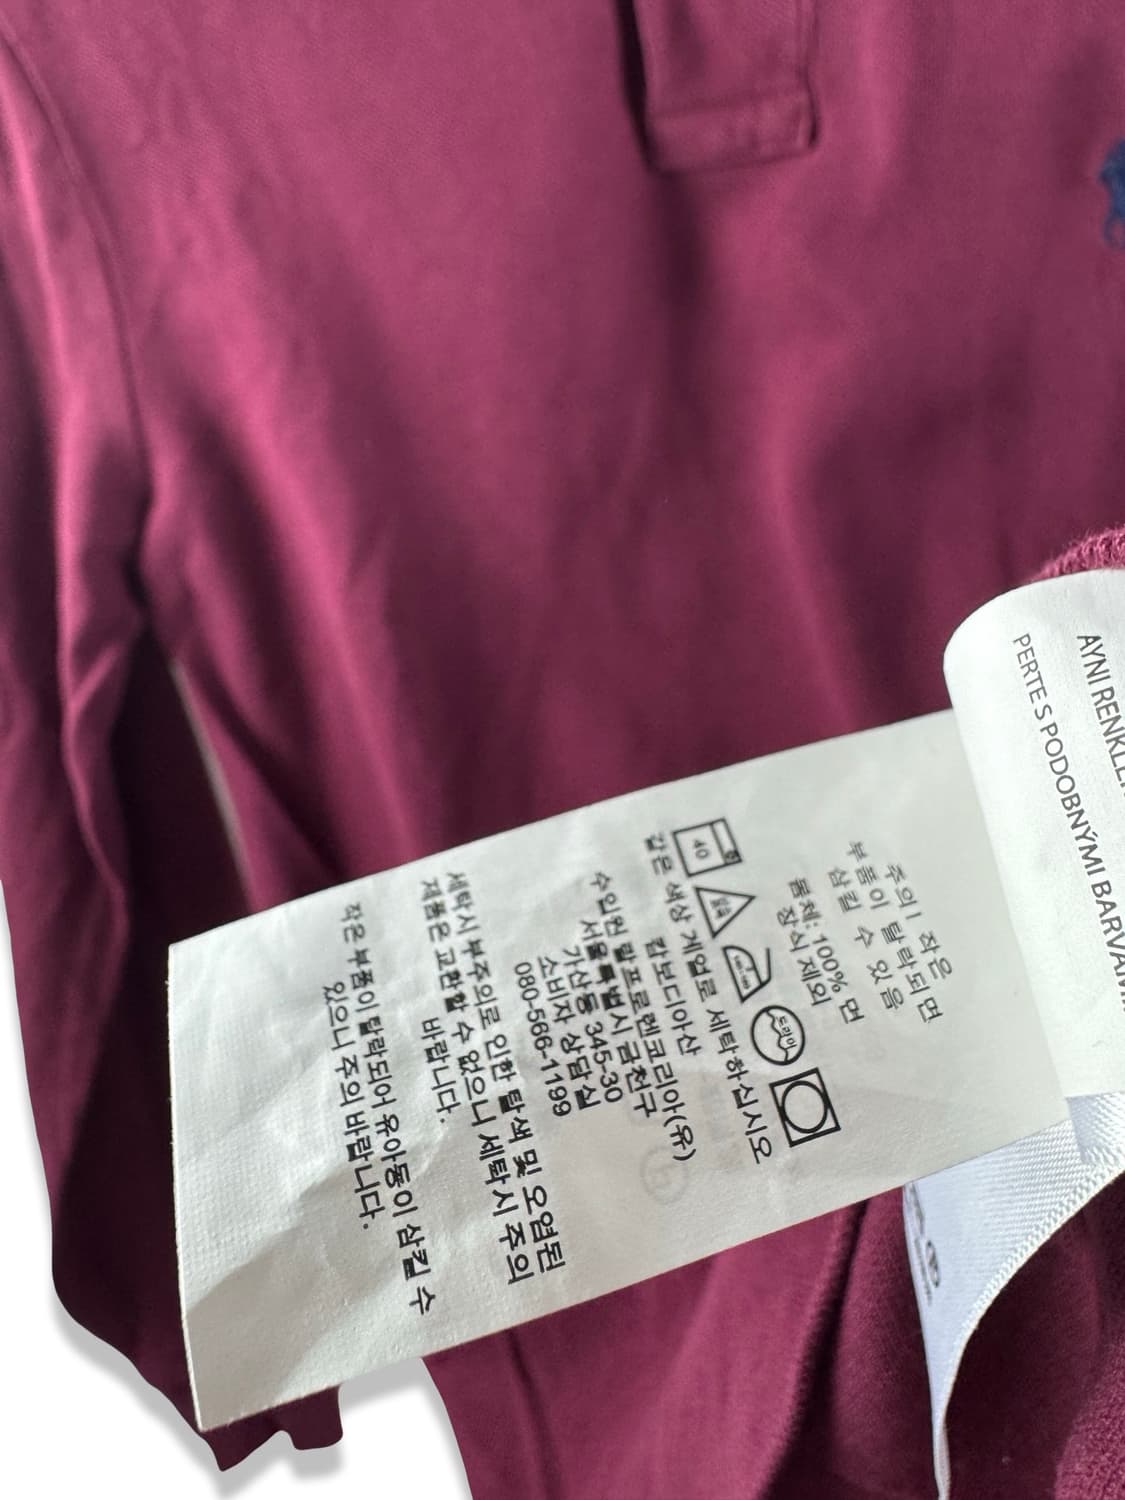 AYNI RENKLER
PERTE S PODOBNÝMI BARVAMI
주의! 작은
부품이 탈락되면
삼킬 수 있음
몸체: 100% 면
장식 제외
40
드라이
같은 색상 계열로 세탁하십시오
캄보디아산
수입원 랄프로렌코리아(유)
서울특별시 금천구
가산동 345-30
소비자 상담실
080-566-1199
세탁시 부주의로 인한 탈색 및 오염된
제품은 교환할 수 없으니 세탁시 주의
바랍니다.
작은 부품이 탈락되어 유아동이 삼킬 수
있으니 주의 바랍니다.